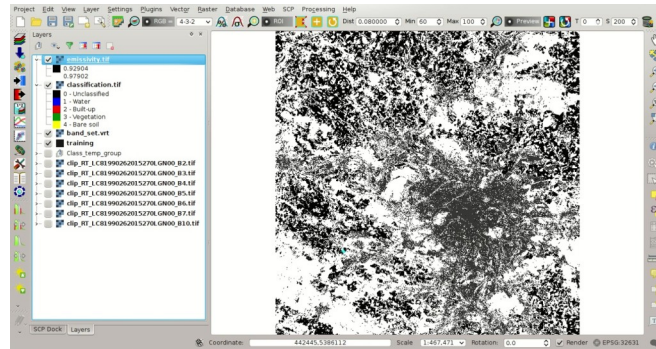 Project Edit View Layer Settings Plugins Vector Raster Database Web SCP Processing Help
RGB = 4-3-2 ROI Dist 0.080000 Min 60 Max 100 Preview T 0 S 200
Layers
emissivity.tif
0.92904
0.97902
classification.tif
0 - Unclassified
1 - Water
2 - Built-up
3 - Vegetation
4 - Bare soil
band_set.vrt
training
Class_temp_group
clip_RT_LC81990262015270LGN00_B2.tif
clip_RT_LC81990262015270LGN00_B3.tif
clip_RT_LC81990262015270LGN00_B4.tif
clip_RT_LC81990262015270LGN00_B5.tif
clip_RT_LC81990262015270LGN00_B6.tif
clip_RT_LC81990262015270LGN00_B7.tif
clip_RT_LC81990262015270LGN00_B10.tif
SCP Dock Layers
Coordinate: 442445,5386112 Scale 1:467,471 Rotation: 0.0 Render EPSG:32631